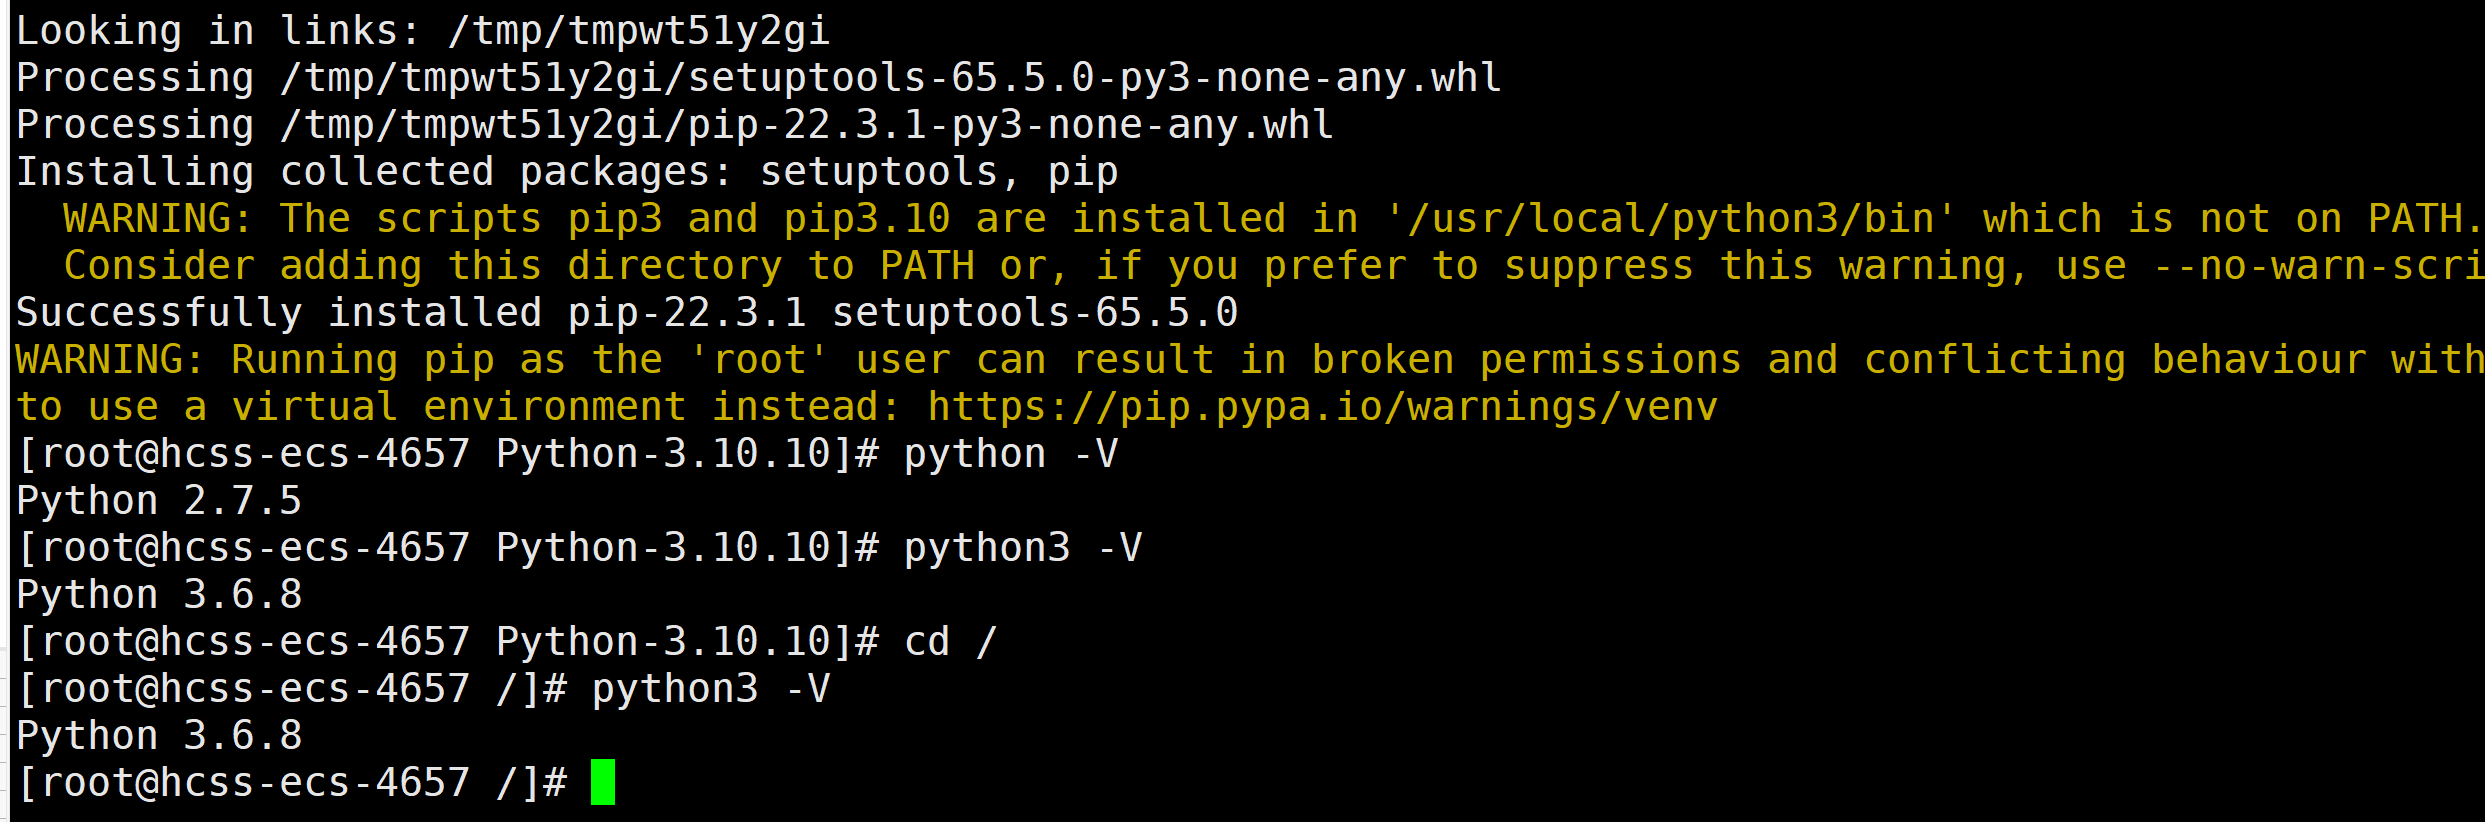 Looking in links: /tmp/tmpwt51y2gi
Processing /tmp/tmpwt51y2gi/setuptools-65.5.0-py3-none-any.whl
Processing /tmp/tmpwt51y2gi/pip-22.3.1-py3-none-any.whl
Installing collected packages: setuptools, pip
  WARNING: The scripts pip3 and pip3.10 are installed in '/usr/local/python3/bin' which is not on PATH.
  Consider adding this directory to PATH or, if you prefer to suppress this warning, use --no-warn-scri
Successfully installed pip-22.3.1 setuptools-65.5.0
WARNING: Running pip as the 'root' user can result in broken permissions and conflicting behaviour with
to use a virtual environment instead: https://pip.pypa.io/warnings/venv
[root@hcss-ecs-4657 Python-3.10.10]# python -V
Python 2.7.5
[root@hcss-ecs-4657 Python-3.10.10]# python3 -V
Python 3.6.8
[root@hcss-ecs-4657 Python-3.10.10]# cd /
[root@hcss-ecs-4657 /]# python3 -V
Python 3.6.8
[root@hcss-ecs-4657 /]#